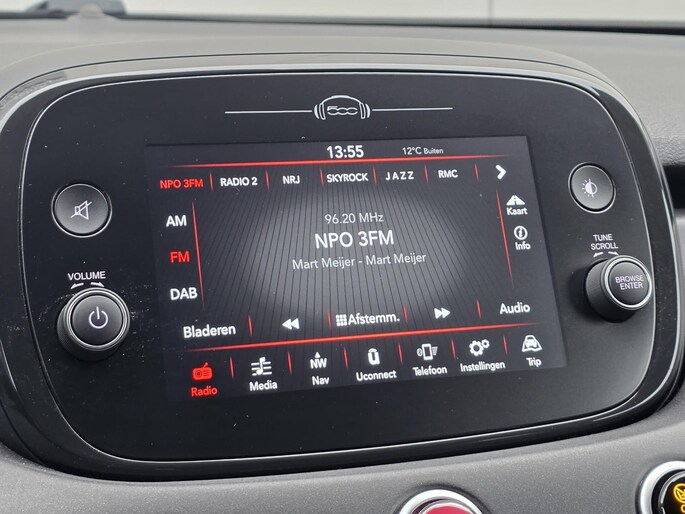 500
13:55 12°C Buiten
NPO 3FM RADIO 2 NRJ SKYROCK JAZZ RMC
AM
FM
DAB
96.20 MHz
NPO 3FM
Mart Meijer - Mart Meijer
Kaart
Info
Bladeren Afstemm. Audio
Radio Media NW Nav Uconnect Telefoon Instellingen Trip
VOLUME
TUNE
SCROLL
BROWSE
ENTER